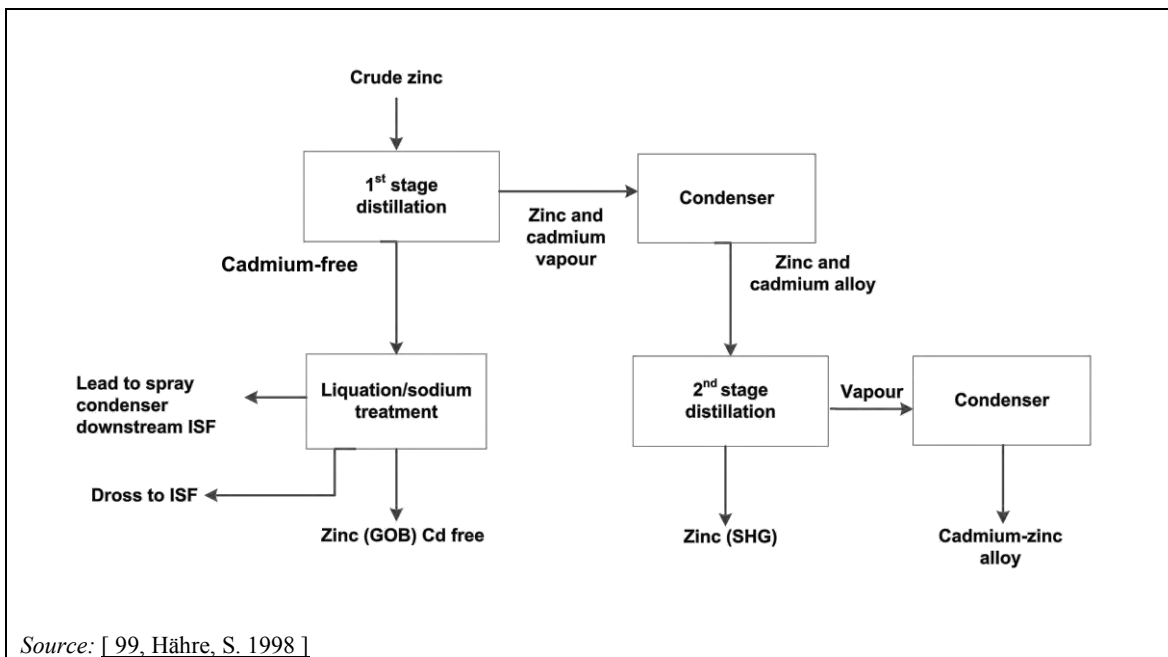 Crude zinc
1st stage
distillation
Zinc and
cadmium
vapour
Condenser
Cadmium-free
Zinc and
cadmium alloy
Lead to spray
condenser
downstream ISF
Liquation/sodium
treatment
2nd stage
distillation
Vapour
Condenser
Dross to ISF
Zinc (GOB) Cd free
Zinc (SHG)
Cadmium-zinc
alloy
Source: [ 99, Hähre, S. 1998 ]